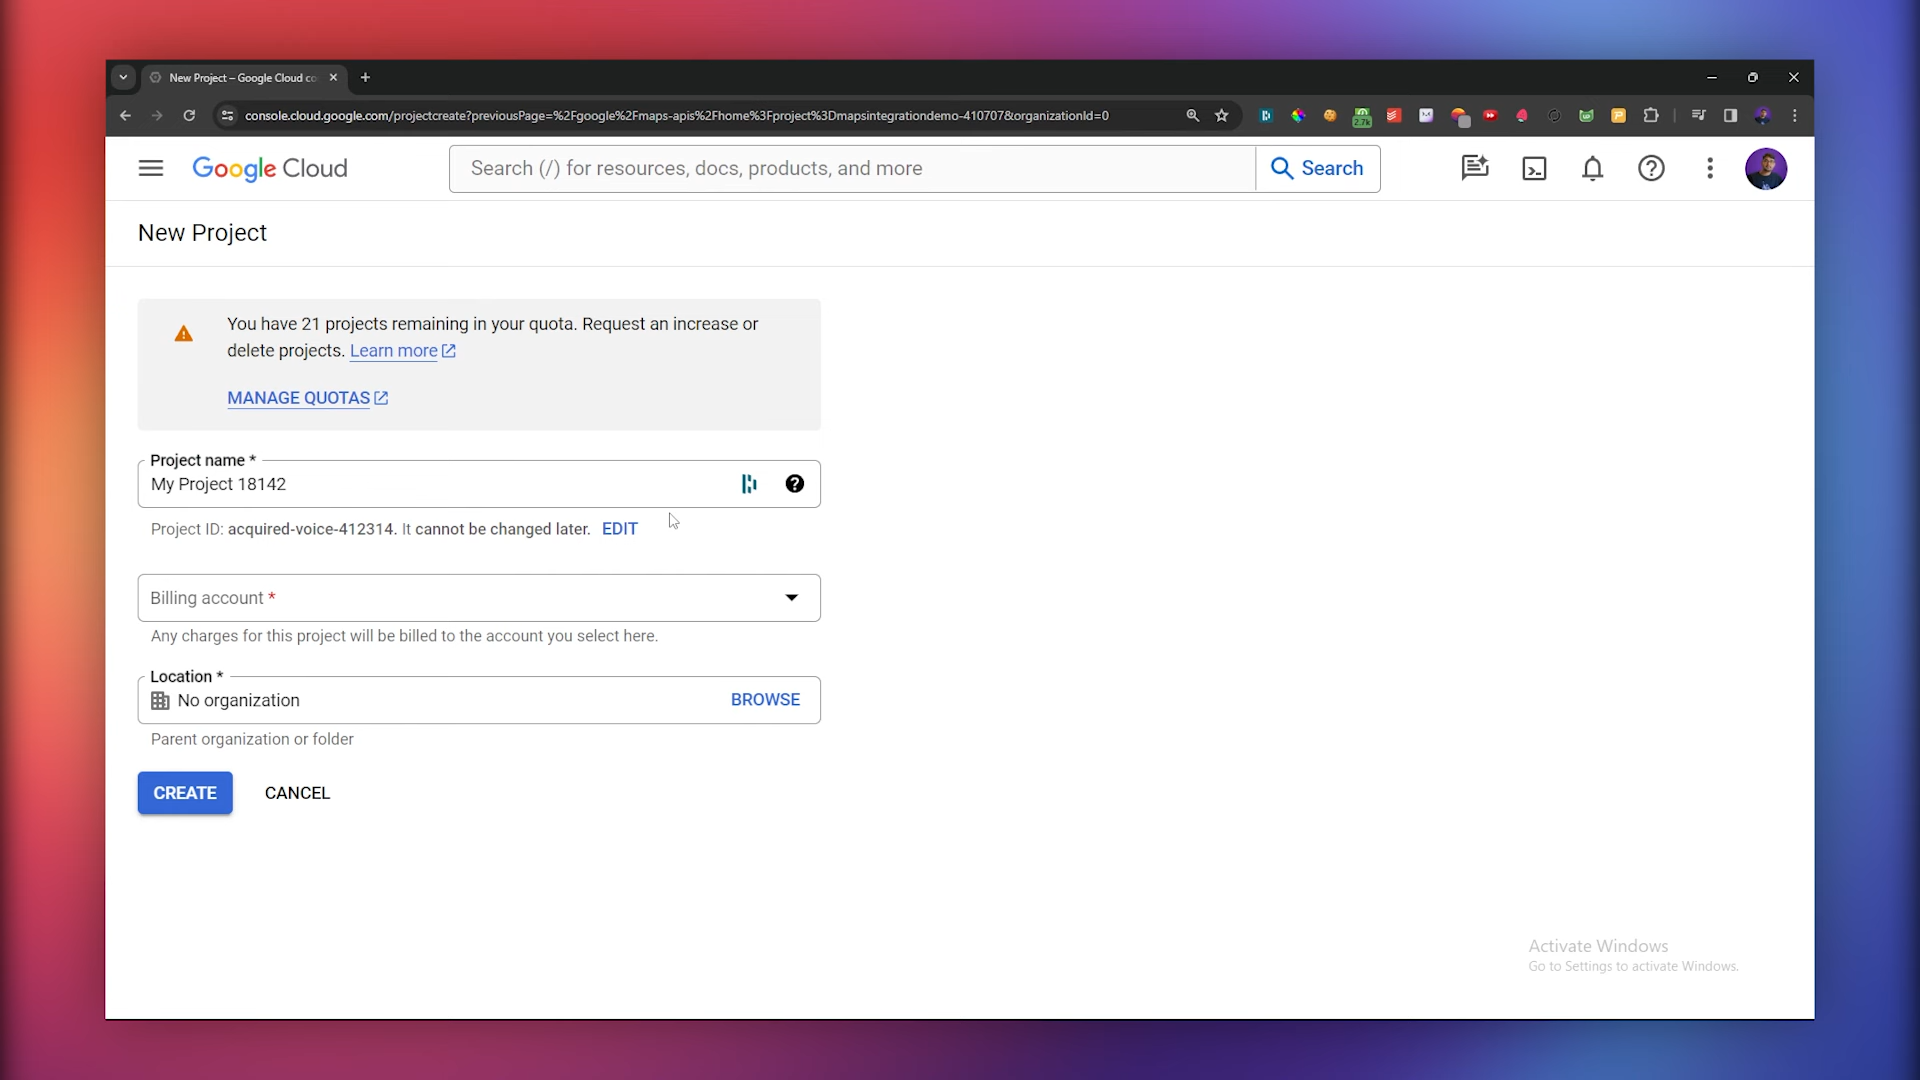 New Project – Google Cloud co
console.cloud.google.com/projectcreate?previousPage=%2Fgoogle%2Fmaps-apis%2Fhome%3Fproject%3Dmapsintegrationdemo-410707&organizationId=0
2.7k
Google Cloud
Search (/) for resources, docs, products, and more
Search
New Project
You have 21 projects remaining in your quota. Request an increase or
delete projects. Learn more
MANAGE QUOTAS
Project name *
My Project 18142
Project ID: acquired-voice-412314. It cannot be changed later. EDIT
Billing account *
Any charges for this project will be billed to the account you select here.
Location *
No organization
BROWSE
Parent organization or folder
CREATE
CANCEL
Activate Windows
Go to Settings to activate Windows.